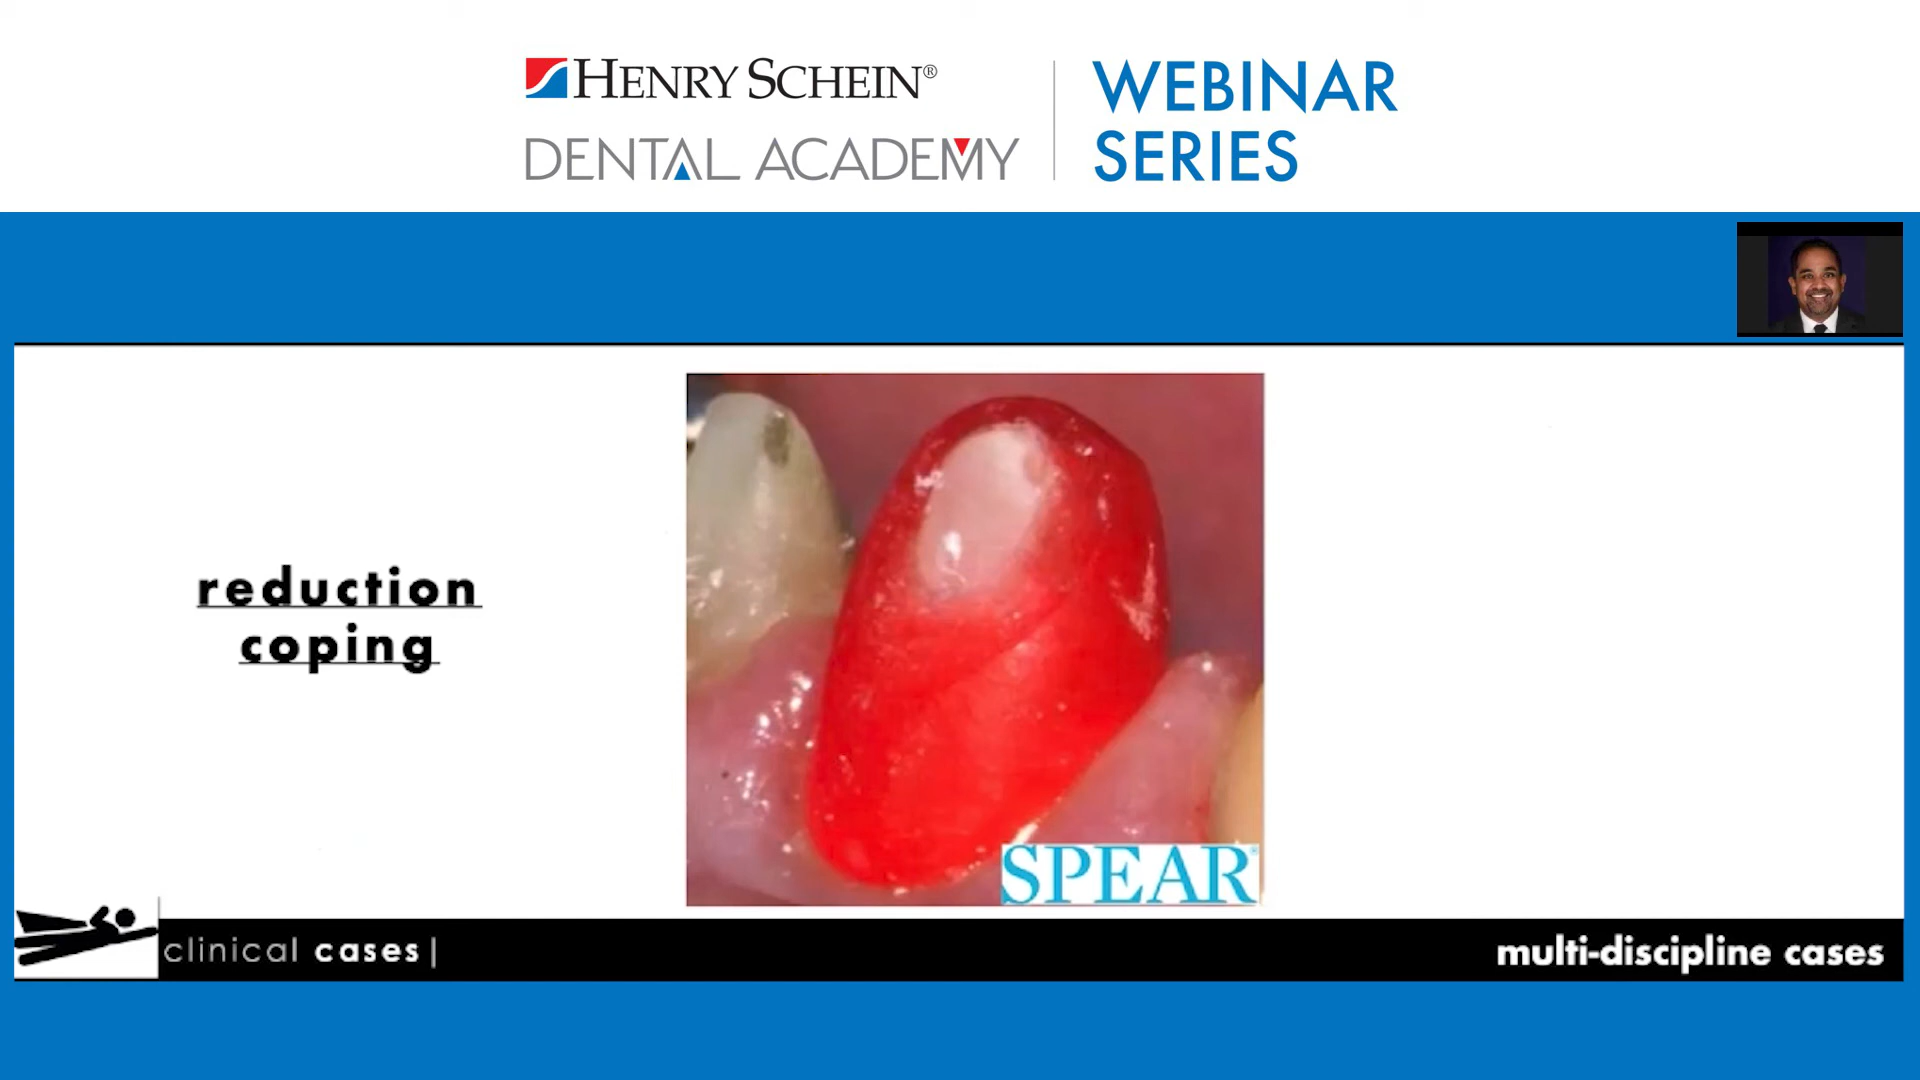 HENRY SCHEIN®
DENTAL ACADEMY
WEBINAR
SERIES
reduction
coping
SPEAR®
clinical cases|
multi-discipline cases